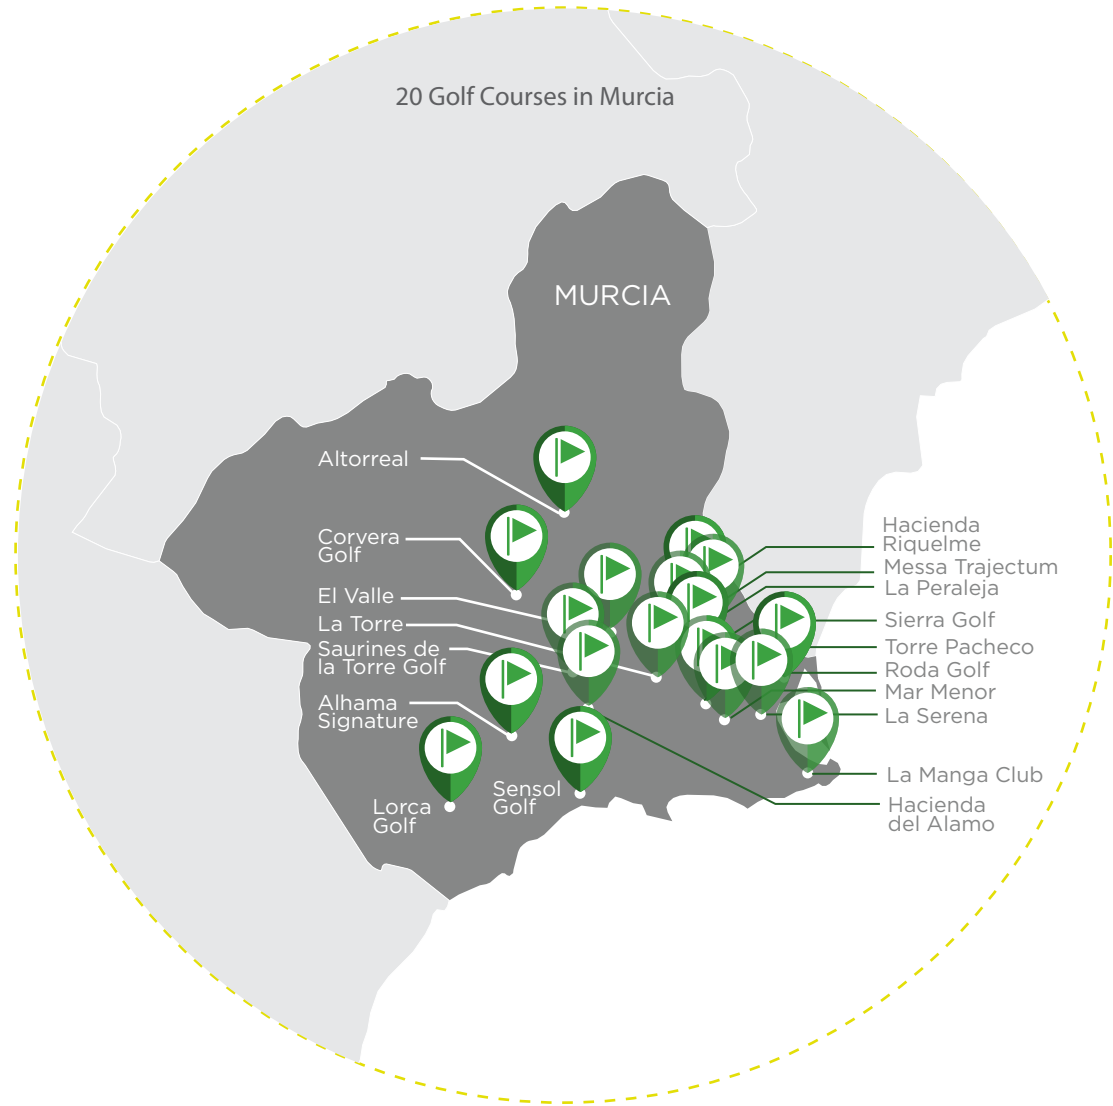 20 Golf Courses in Murcia
MURCIA
Altorreal
Corvera
Golf
El Valle
La Torre
Saurines de
la Torre Golf
Alhama
Signature
Lorca
Golf
Sensol
Golf
Hacienda
Riquelme
Messa Trajectum
La Peraleja
Sierra Golf
Torre Pacheco
Roda Golf
Mar Menor
La Serena
La Manga Club
Hacienda
del Alamo